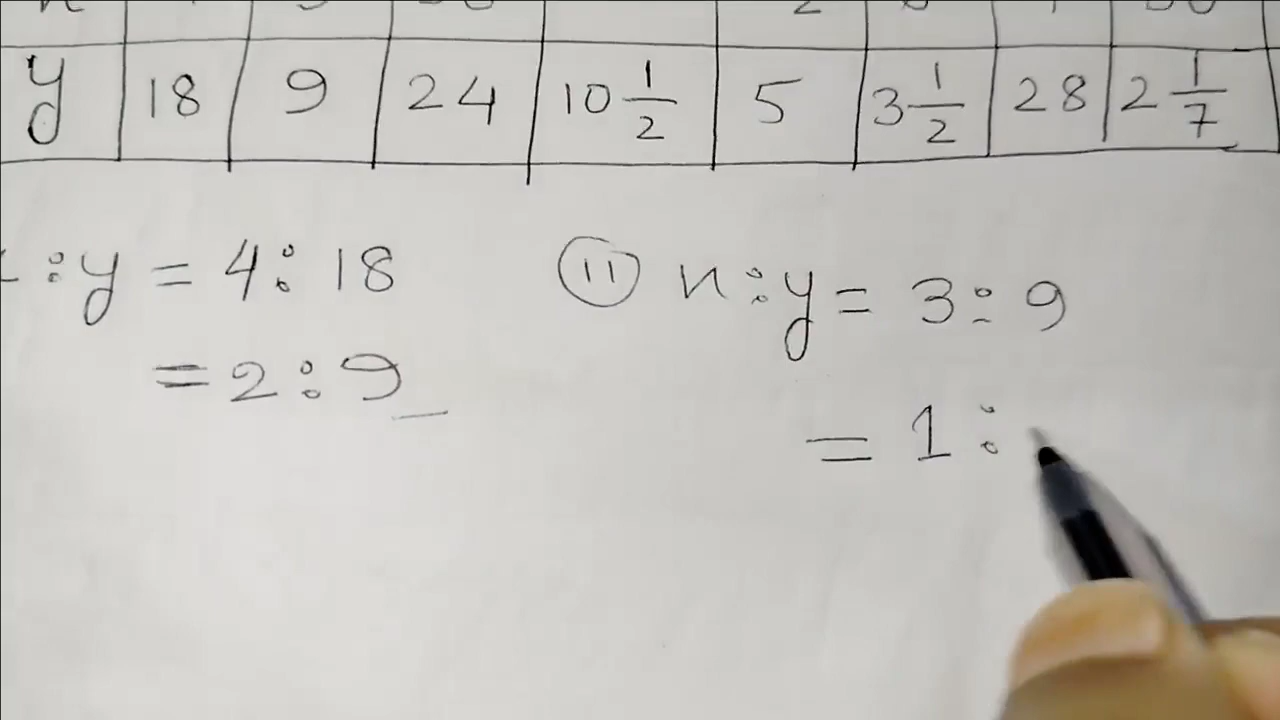 y 18 9 24 10 1/2 5 3 1/2 28 2 1/7
:y = 4:18
= 2:9
(11) x:y = 3:9
= 1: